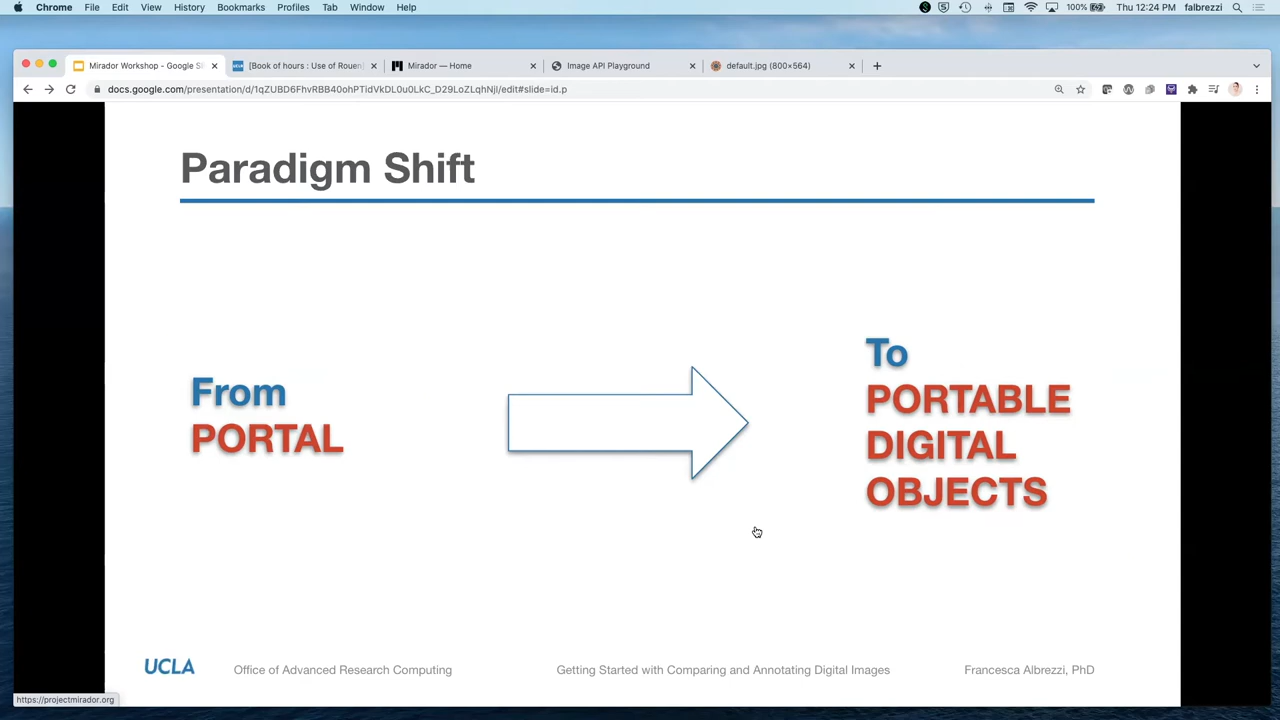 Chrome File Edit View History Bookmarks Profiles Tab Window Help 100% Thu 12:24 PM falbrezzi
Mirador Workshop - Google Sl [Book of hours : Use of Rouen] Mirador — Home Image API Playground default.jpg (800×564)
docs.google.com/presentation/d/1qZUBD6FhvRBB40ohPTidVkDL0u0LkC_D29LoZLqhNjI/edit#slide=id.p
Paradigm Shift
From
PORTAL
To
PORTABLE
DIGITAL
OBJECTS
UCLA Office of Advanced Research Computing Getting Started with Comparing and Annotating Digital Images Francesca Albrezzi, PhD
https://projectmirador.org